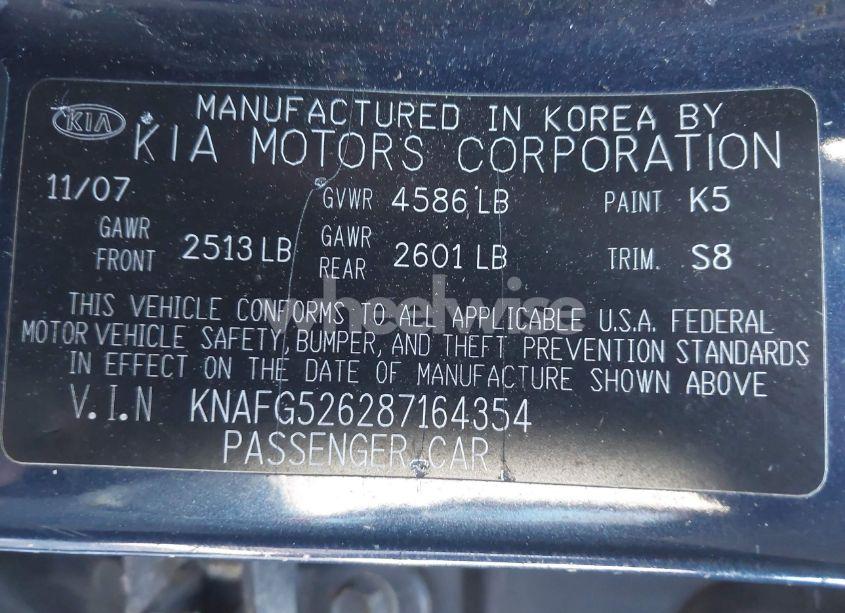 KIA MANUFACTURED IN KOREA BY
KIA MOTORS CORPORATION
11/07 GVWR 4586 LB PAINT K5
GAWR FRONT 2513 LB GAWR REAR 2601 LB TRIM. S8
THIS VEHICLE CONFORMS TO ALL APPLICABLE U.S.A. FEDERAL
MOTOR VEHICLE SAFETY, BUMPER, AND THEFT PREVENTION STANDARDS
IN EFFECT ON THE DATE OF MANUFACTURE SHOWN ABOVE
V.I.N KNAFG526287164354
PASSENGER CAR
wheelwise